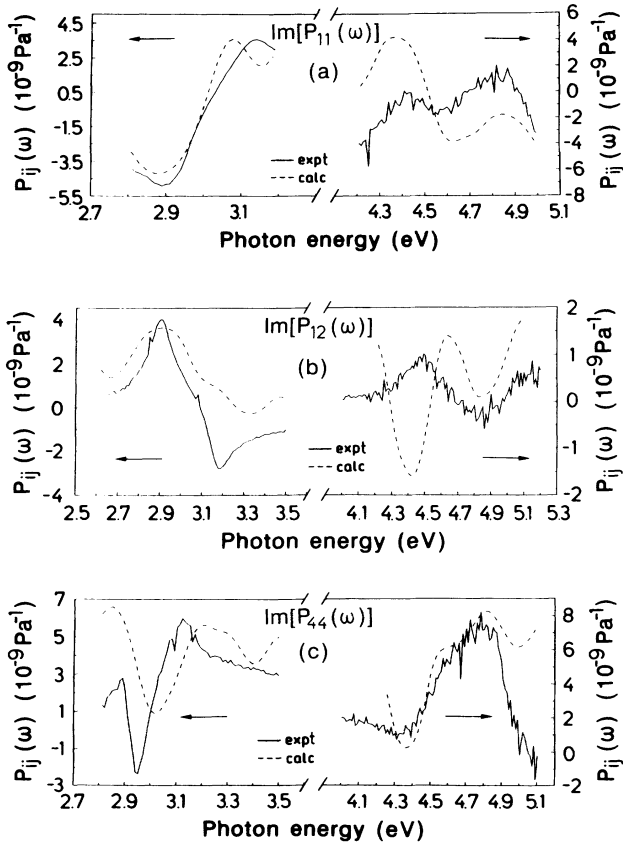 Im[P11(ω)]
(a)
Pij(ω) (10-9Pa-1)
4.5
2.5
0.5
-1.5
-3.5
-5.5
6
4
2
0
-2
-4
-6
-8
Pij(ω) (10-9Pa-1)
expt
calc
2.7 2.9 3.1 4.3 4.5 4.7 4.9 5.1
Photon energy (eV)
Im[P12(ω)]
(b)
Pij(ω) (10-9Pa-1)
4
2
0
-2
-4
2
1
0
-1
-2
Pij(ω) (10-9Pa-1)
expt
calc
2.5 2.7 2.9 3.1 3.3 3.5 4.1 4.3 4.5 4.7 4.9 5.1 5.3
Photon energy (eV)
Im[P44(ω)]
(c)
Pij(ω) (10-9Pa-1)
7
5
3
1
-1
-3
8
6
4
2
0
-2
Pij(ω) (10-9Pa-1)
expt
calc
2.7 2.9 3.1 3.3 3.5 4.1 4.3 4.5 4.7 4.9 5.1
Photon energy (eV)